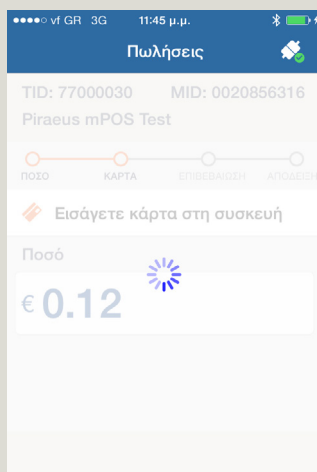 vf GR 3G 11:45 μ.μ.
Πωλήσεις
TID: 77000030 MID: 0020856316
Piraeus mPOS Test
ΠΟΣΟ ΚΑΡΤΑ ΕΠΙΒΕΒΑΙΩΣΗ ΑΠΟΔΕΙΞΗ
Εισάγετε κάρτα στη συσκευή
Ποσό
€ 0.12